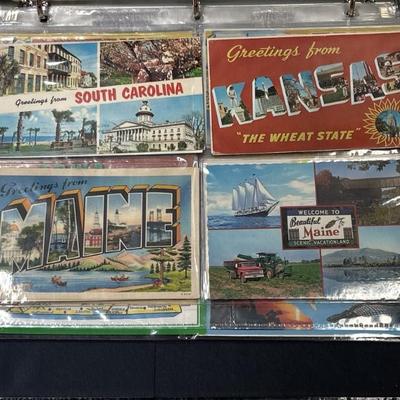 Greetings from SOUTH CAROLINA
Greetings from
KANSAS
"THE WHEAT STATE"
Greetings from
MAINE
WELCOME TO
Beautiful
Maine
SCENIC VACATIONLAND